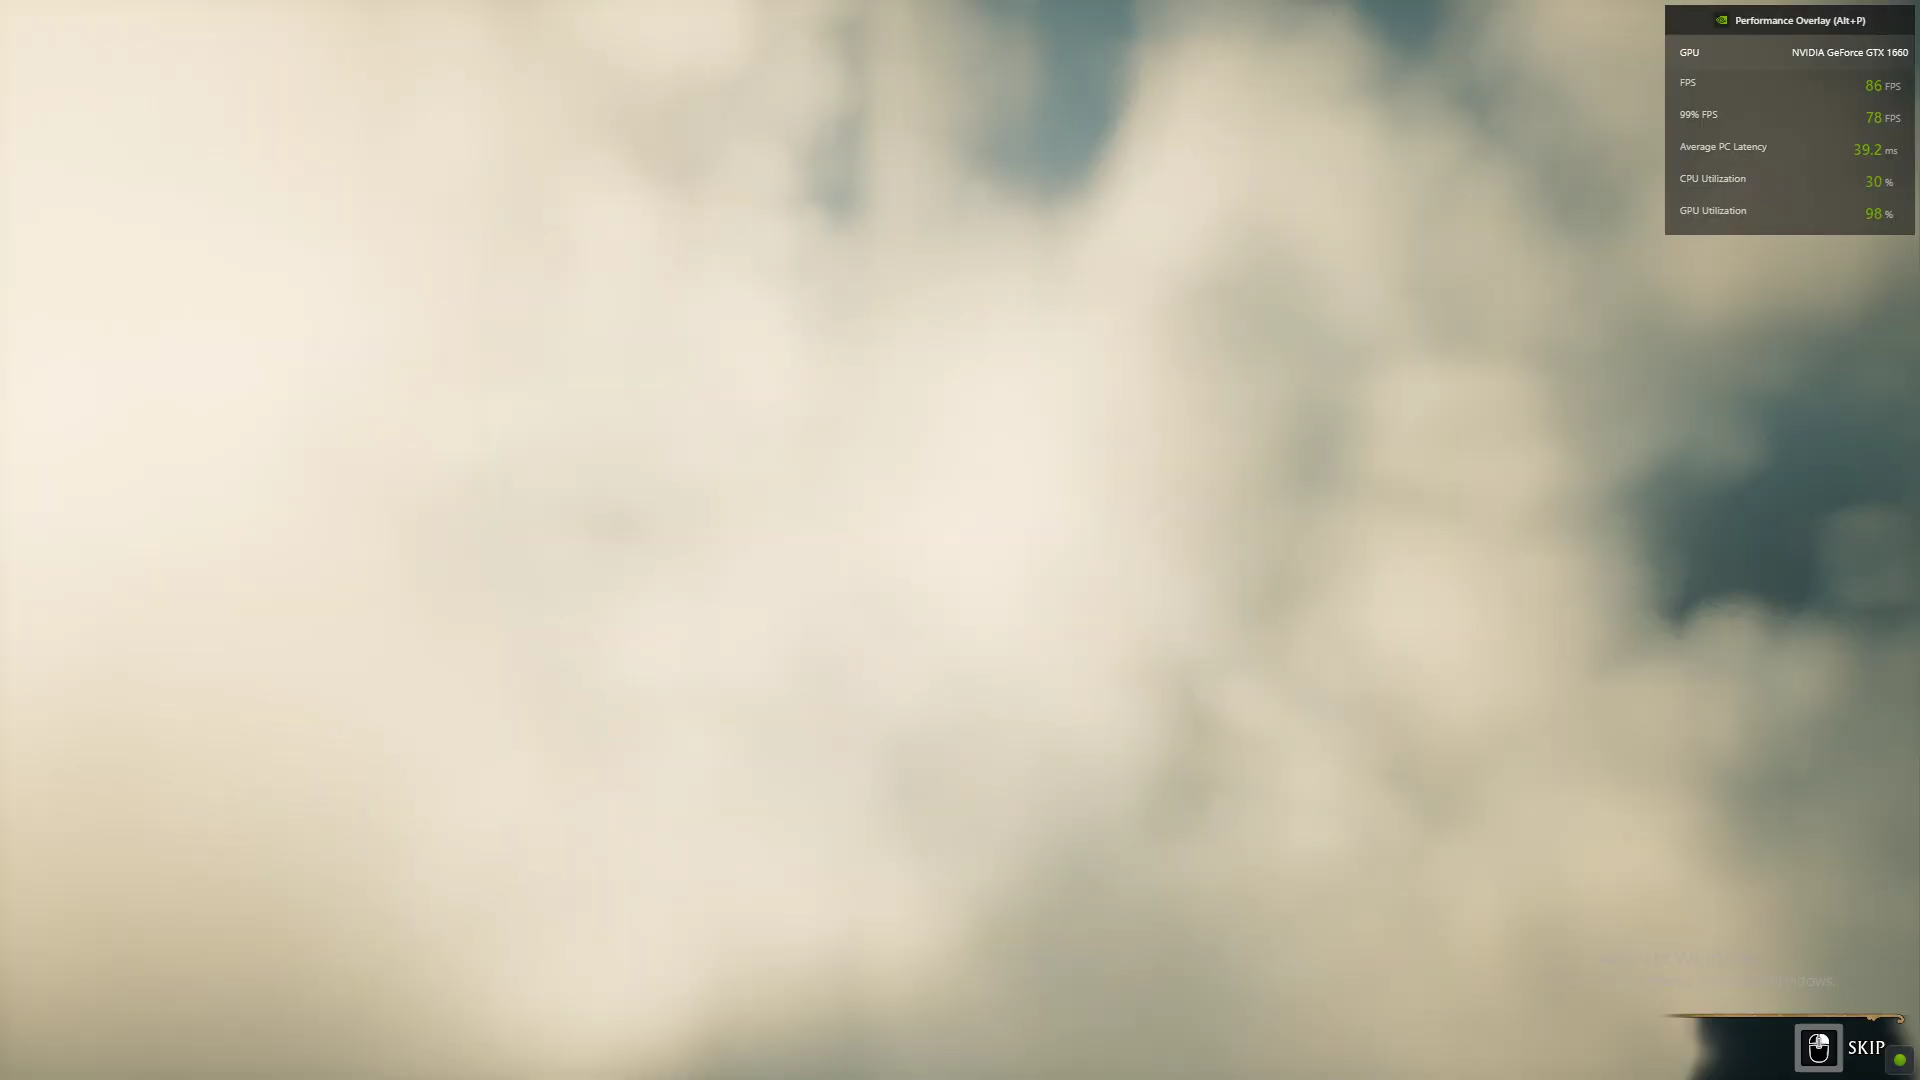 Performance Overlay (Alt+P)
GPU NVIDIA GeForce GTX 1660
FPS 86 FPS
99% FPS 78 FPS
Average PC Latency 39.2 ms
CPU Utilization 30 %
GPU Utilization 98 %
SKIP